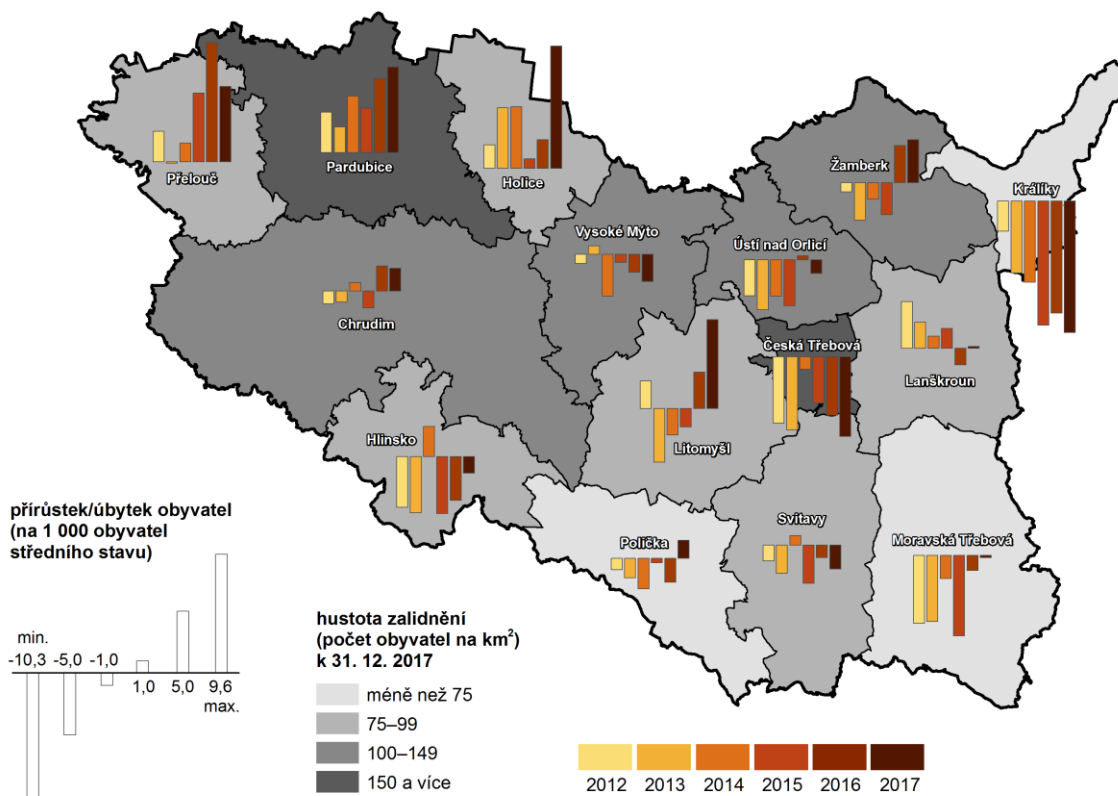 Přelouč
Pardubice
Holice
Žamberk
Králíky
Vysoké Mýto
Ústí nad Orlicí
Chrudim
Česká Třebová
Lanškroun
Hlinsko
Litomyšl
Svitavy
Polička
Moravská Třebová
přírůstek/úbytek obyvatel
(na 1 000 obyvatel
středního stavu)
min.
-10,3 -5,0 -1,0
1,0 5,0 9,6
max.
hustota zalidnění
(počet obyvatel na km²)
k 31. 12. 2017
méně než 75
75–99
100–149
150 a více
2012 2013 2014 2015 2016 2017